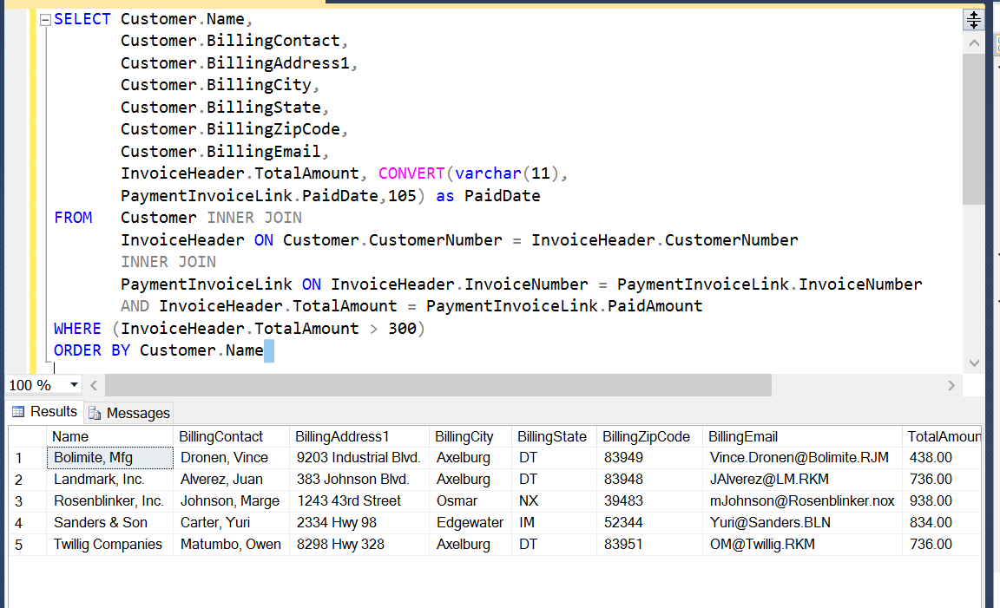 SELECT Customer.Name,
Customer.BillingContact,
Customer.BillingAddress1,
Customer.BillingCity,
Customer.BillingState,
Customer.BillingZipCode,
Customer.BillingEmail,
InvoiceHeader.TotalAmount, CONVERT(varchar(11),
PaymentInvoiceLink.PaidDate,105) as PaidDate
FROM Customer INNER JOIN
InvoiceHeader ON Customer.CustomerNumber = InvoiceHeader.CustomerNumber
INNER JOIN
PaymentInvoiceLink ON InvoiceHeader.InvoiceNumber = PaymentInvoiceLink.InvoiceNumber
AND InvoiceHeader.TotalAmount = PaymentInvoiceLink.PaidAmount
WHERE (InvoiceHeader.TotalAmount > 300)
ORDER BY Customer.Name
100 %
Results Messages
Name BillingContact BillingAddress1 BillingCity BillingState BillingZipCode BillingEmail TotalAmoun
1 Bolimite, Mfg Dronen, Vince 9203 Industrial Blvd. Axelburg DT 83949 Vince.Dronen@Bolimite.RJM 438.00
2 Landmark, Inc. Alverez, Juan 383 Johnson Blvd. Axelburg DT 83948 JAlverez@LM.RKM 736.00
3 Rosenblinker, Inc. Johnson, Marge 1243 43rd Street Osmar NX 39483 mJohnson@Rosenblinker.nox 938.00
4 Sanders & Son Carter, Yuri 2334 Hwy 98 Edgewater IM 52344 Yuri@Sanders.BLN 834.00
5 Twillig Companies Matumbo, Owen 8298 Hwy 328 Axelburg DT 83951 OM@Twillig.RKM 736.00